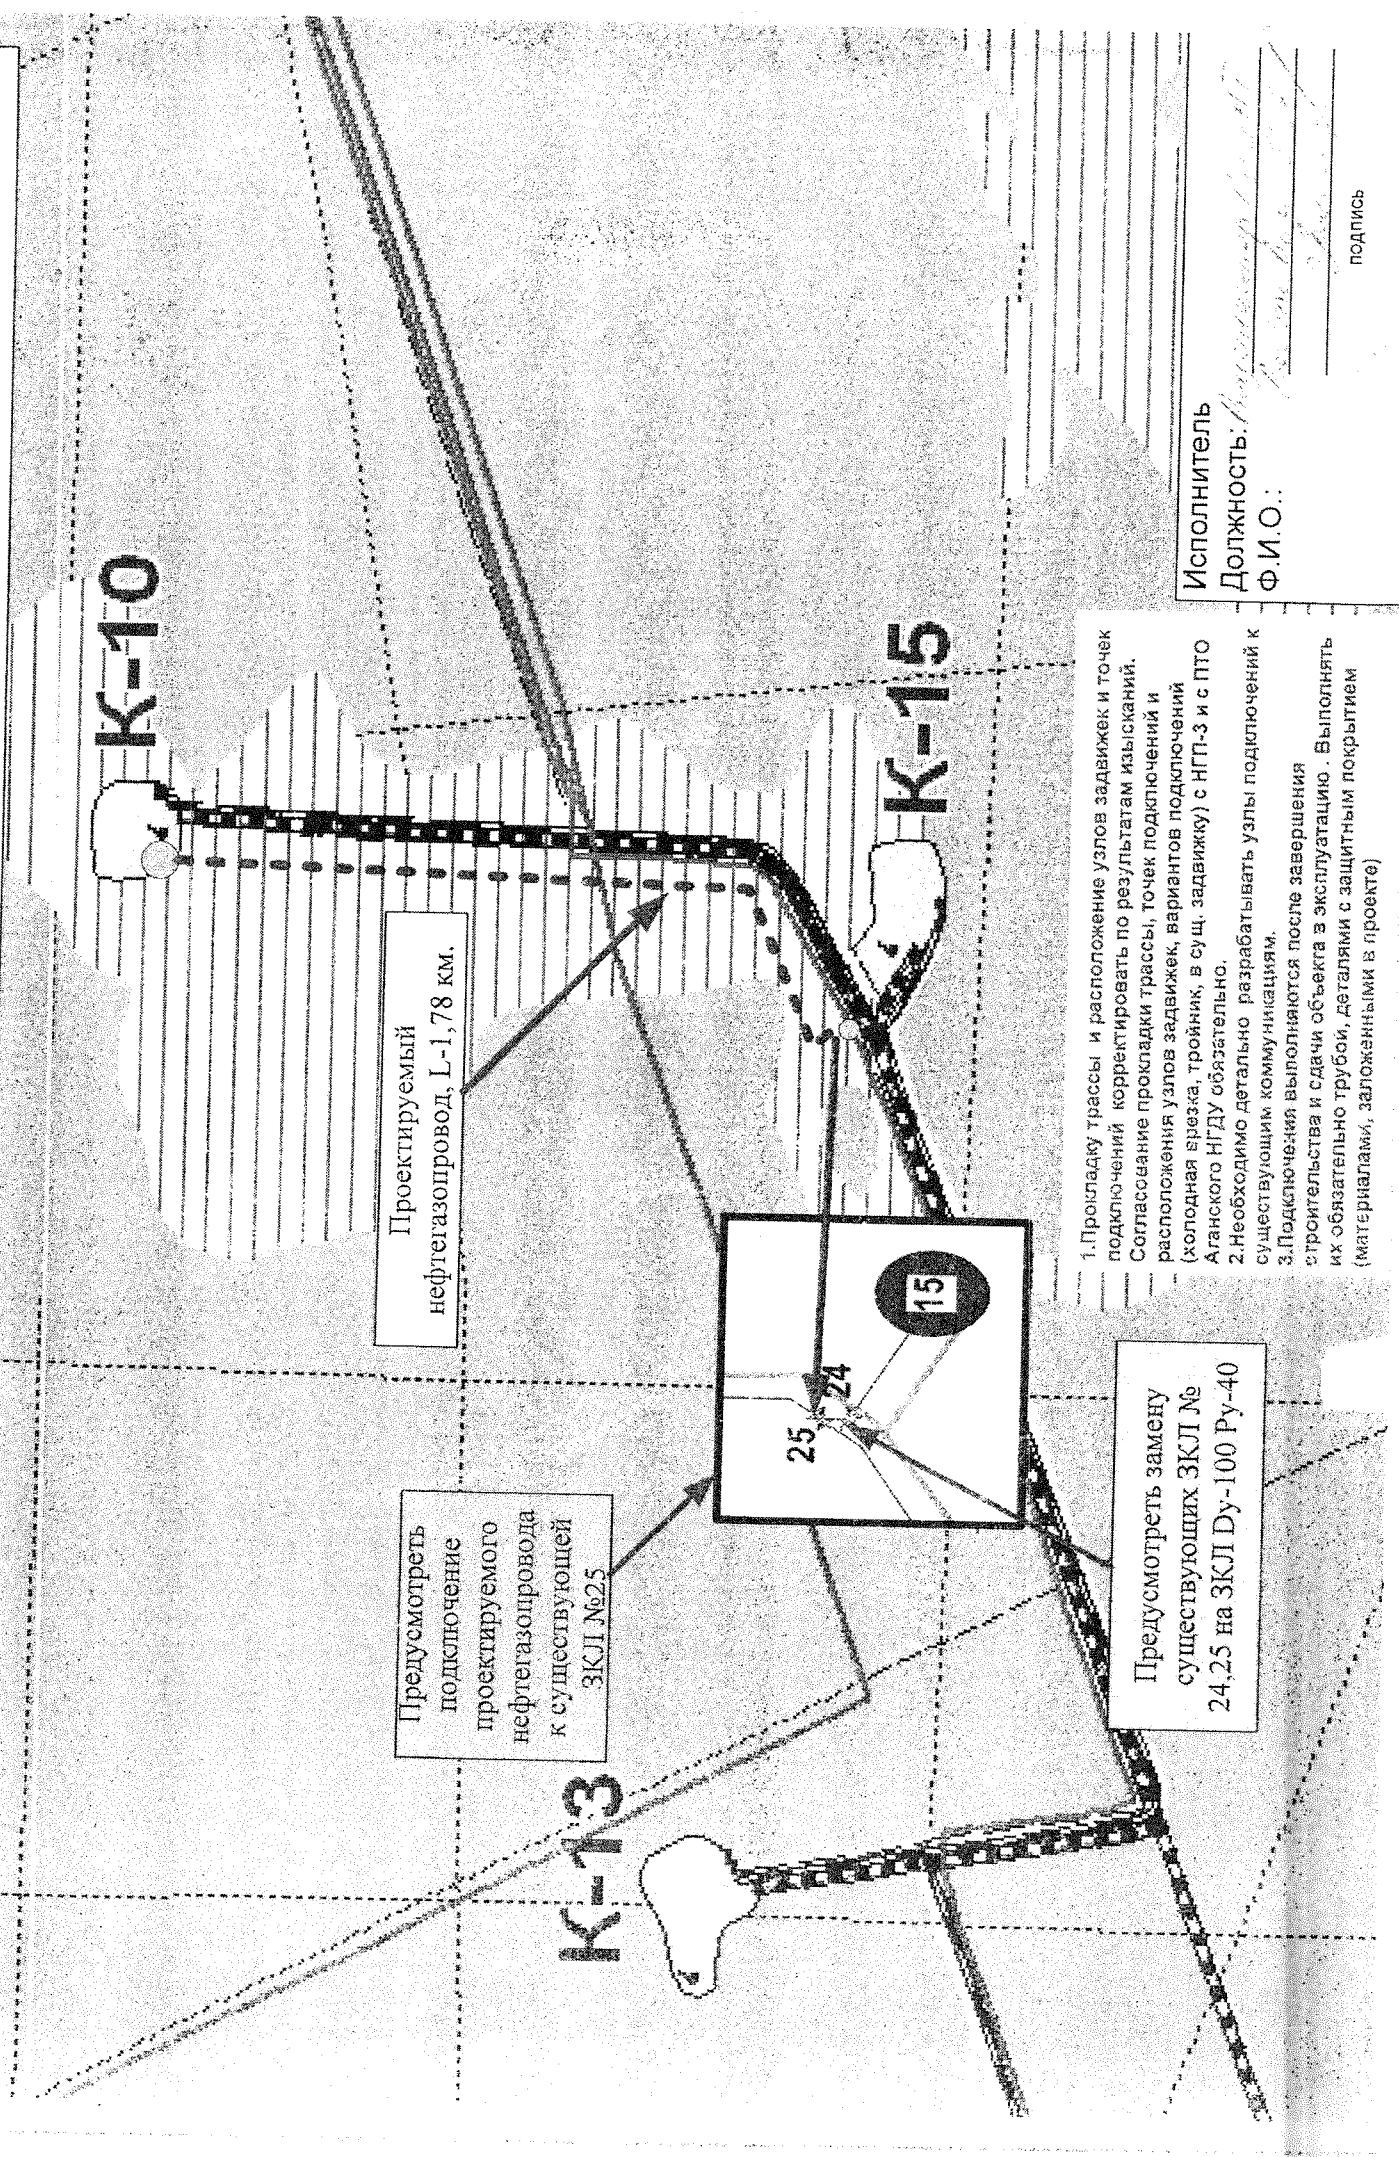 К-10
К-15
К-13
Проектируемый
нефтегазопровод, L-1,78 км.
Предусмотреть
подключение
проектируемого
нефтегазопровода
к существующей
ЗКЛ №25
25
24
15
Предусмотреть замену
существующих ЗКЛ №
24,25 на ЗКЛ Dу-100 Ру-40
1.Прокладку трассы и расположение узлов задвижек и точек
подключений корректировать по результатам изысканий.
Согласование прокладки трассы, точек подключений и
расположения узлов задвижек, вариантов подключений
(холодная врезка, тройник, в сущ. задвижку) с НГП-3 и с ПТО
Аганского НГДУ обязательно.
2.Необходимо детально разрабатывать узлы подключений к
существующим коммуникациям.
3.Подключения выполняются после завершения
строительства и сдачи объекта в эксплуатацию. Выполнять
их обязательно трубой, деталями с защитным покрытием
(материалами, заложенными в проекте)
Исполнитель
Должность:
Ф.И.О.:
подпись